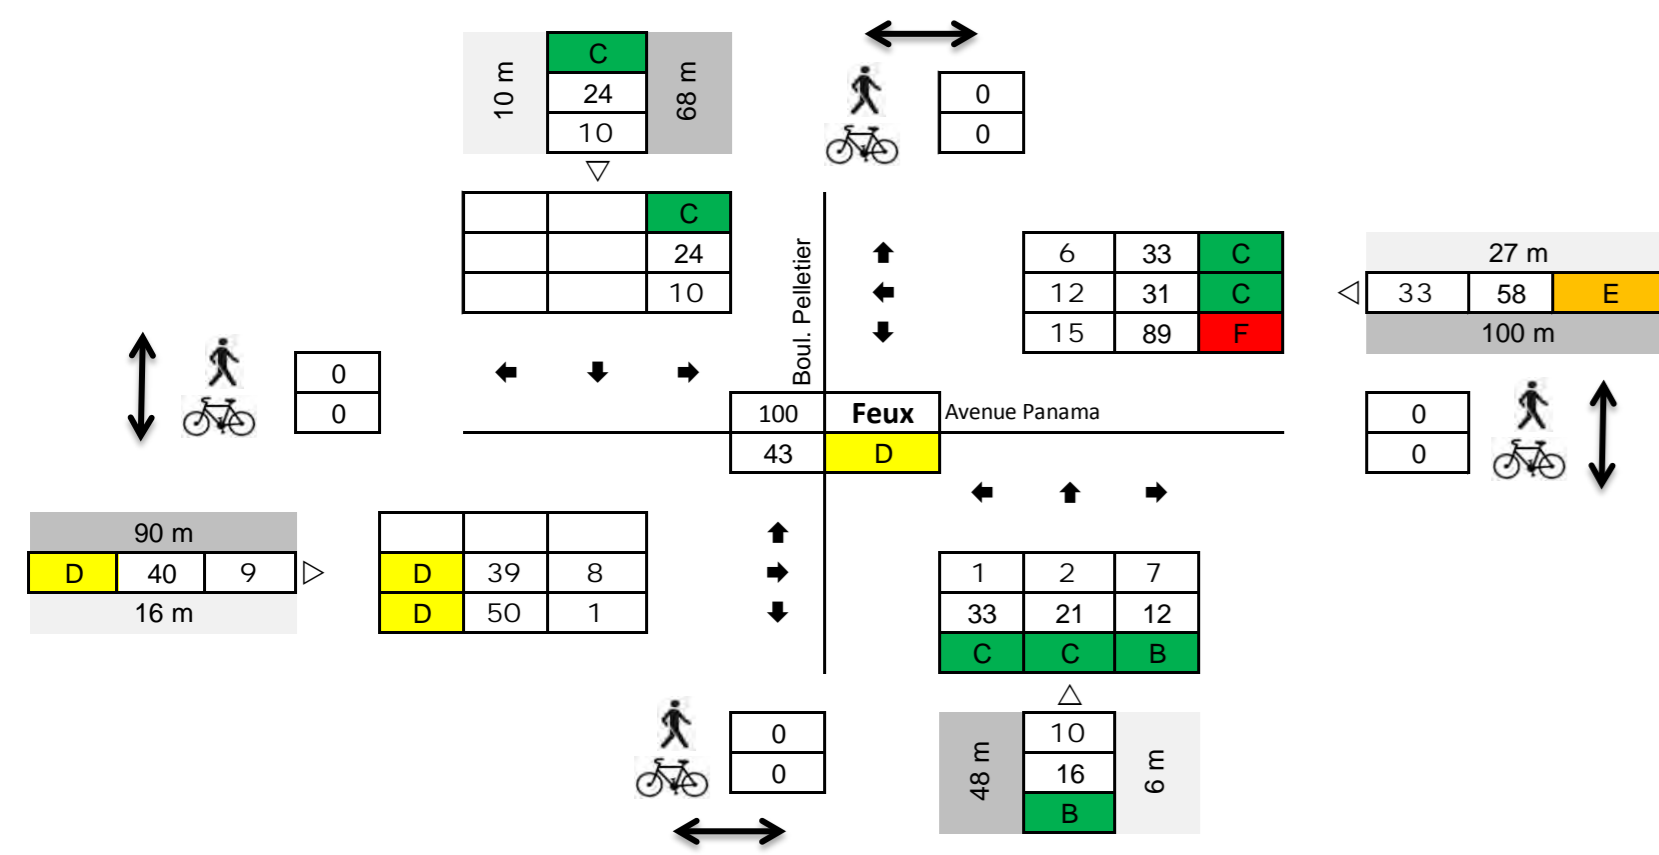 C
10 m
24
68 m
10
0
0
C
24
10
Boul. Pelletier
6 33 C
12 31 C
15 89 F
27 m
33 58 E
100 m
0
0
100 Feux Avenue Panama
43 D
0
0
90 m
D 40 9
16 m
D 39 8
D 50 1
1 2 7
33 21 12
C C B
0
0
48 m
10
16
B
6 m